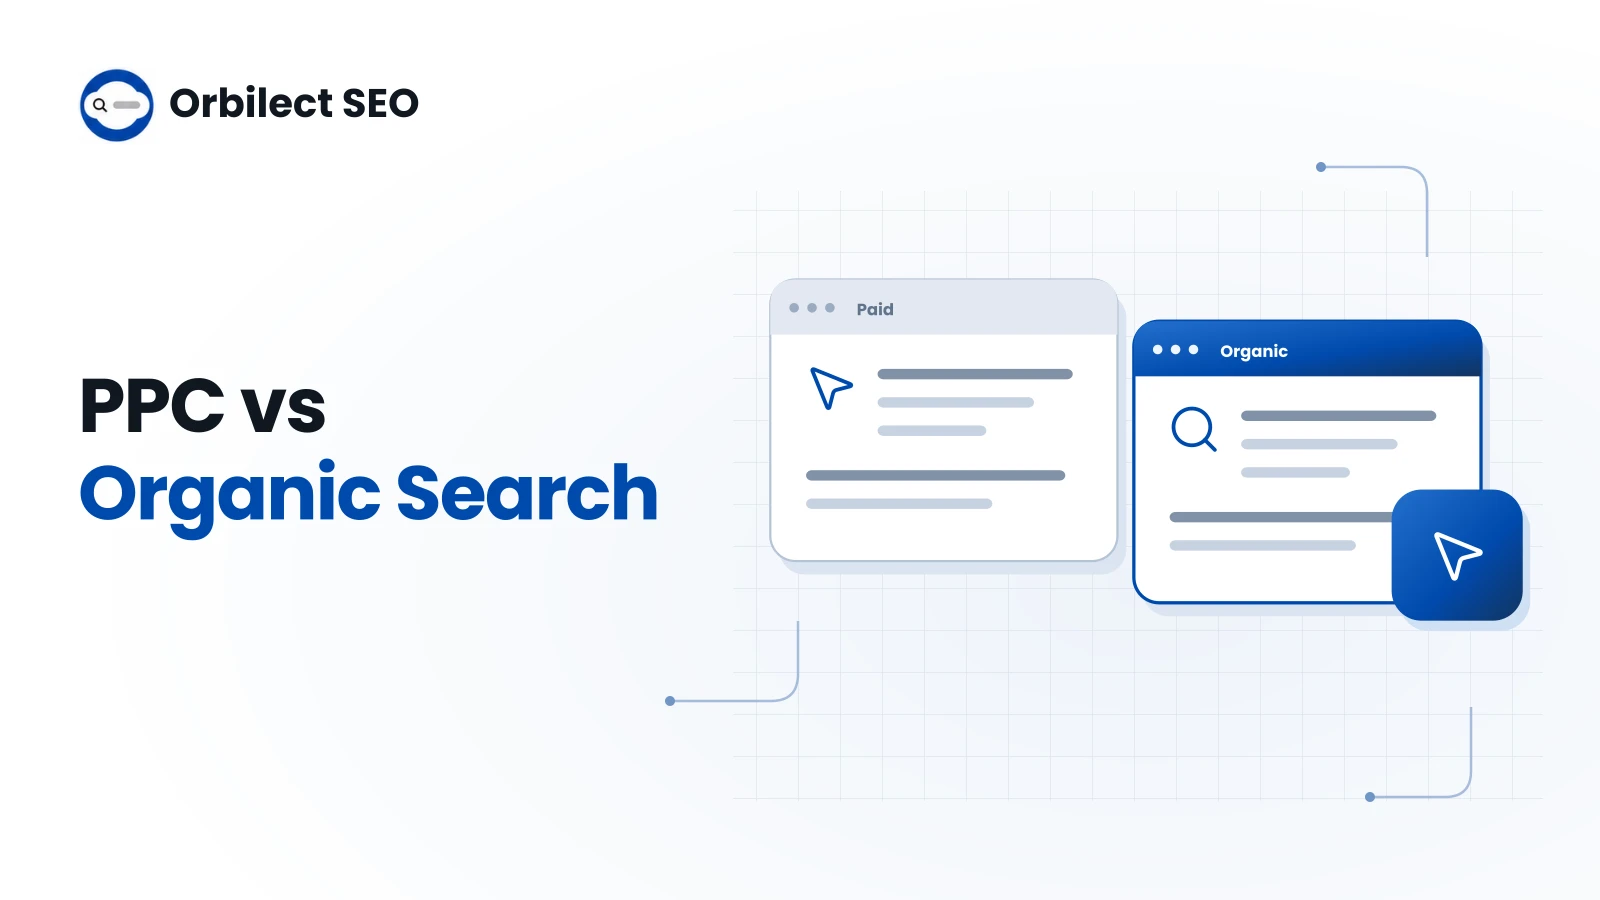 Orbilect SEO
PPC vs
Organic Search
Paid
Organic